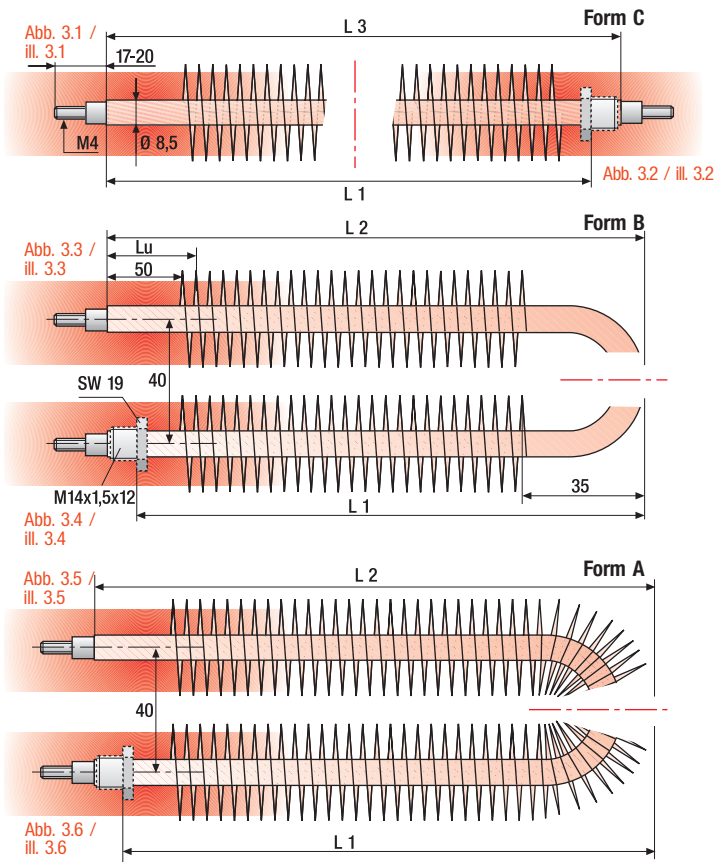 Form C
L 3
Abb. 3.1 /
ill. 3.1
17-20
M4
Ø 8,5
Abb. 3.2 / ill. 3.2
L 1
Form B
L 2
Abb. 3.3 /
ill. 3.3
Lu
50
40
SW 19
M14x1,5x12
35
L 1
Abb. 3.4 /
ill. 3.4
Form A
L 2
Abb. 3.5 /
ill. 3.5
40
Abb. 3.6 /
ill. 3.6
L 1